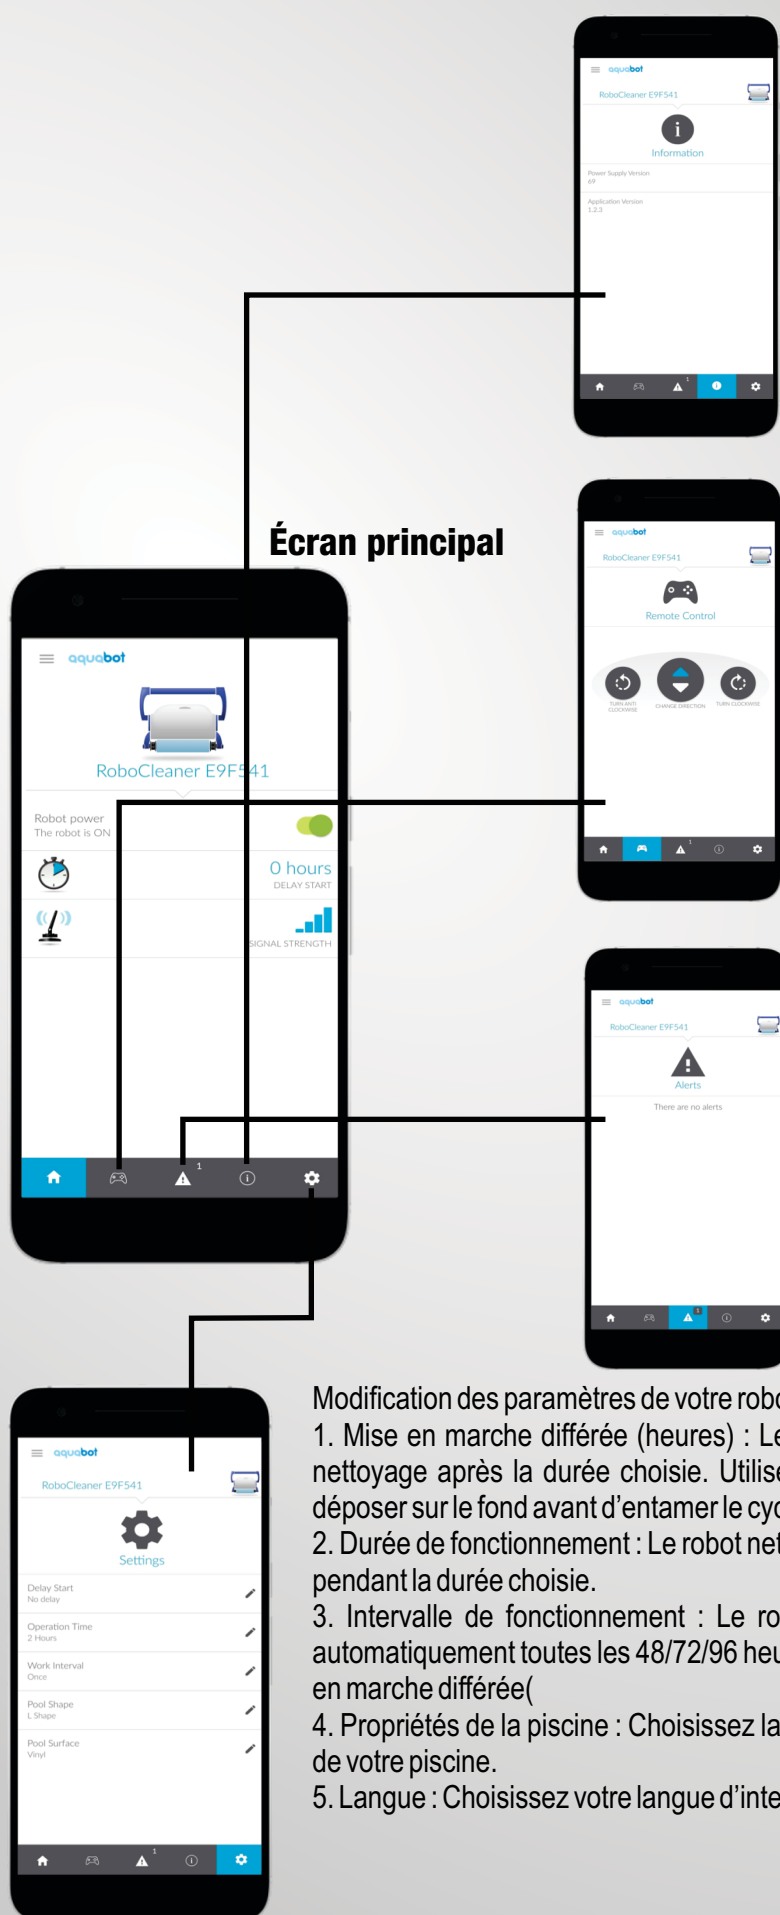 aquabot
RoboCleaner E9F541
i
Information
Power Supply Version
69
Application Version
1.2.3
1
Écran principal
aquabot
RoboCleaner E9F541
Remote Control
TURN ANTI
CLOCKWISE
CHANGE DIRECTION
TURN CLOCKWISE
1
aquabot
RoboCleaner E9F541
Robot power
The robot is ON
0 hours
DELAY START
SIGNAL STRENGTH
1
aquabot
RoboCleaner E9F541
Alerts
There are no alerts
1
aquabot
RoboCleaner E9F541
Settings
Delay Start
No delay
Operation Time
2 Hours
Work Interval
Once
Pool Shape
L Shape
Pool Surface
Vinyl
1
Modification des paramètres de votre robo
1. Mise en marche différée (heures) : Le
nettoyage après la durée choisie. Utilise
déposer sur le fond avant d'entamer le cyc
2. Durée de fonctionnement : Le robot net
pendant la durée choisie.
3. Intervalle de fonctionnement : Le ro
automatiquement toutes les 48/72/96 heu
en marche différée(
4. Propriétés de la piscine : Choisissez la
de votre piscine.
5. Langue : Choisissez votre langue d'inte